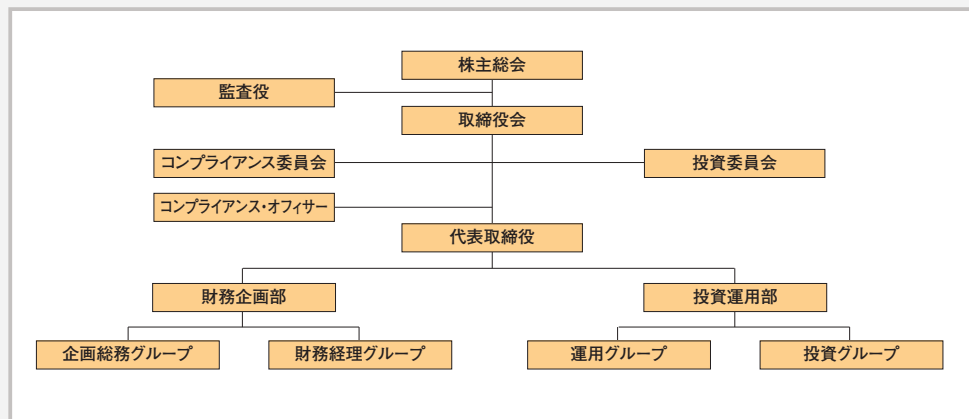 株主総会
監査役
取締役会
コンプライアンス委員会
投資委員会
コンプライアンス・オフィサー
代表取締役
財務企画部
投資運用部
企画総務グループ
財務経理グループ
運用グループ
投資グループ